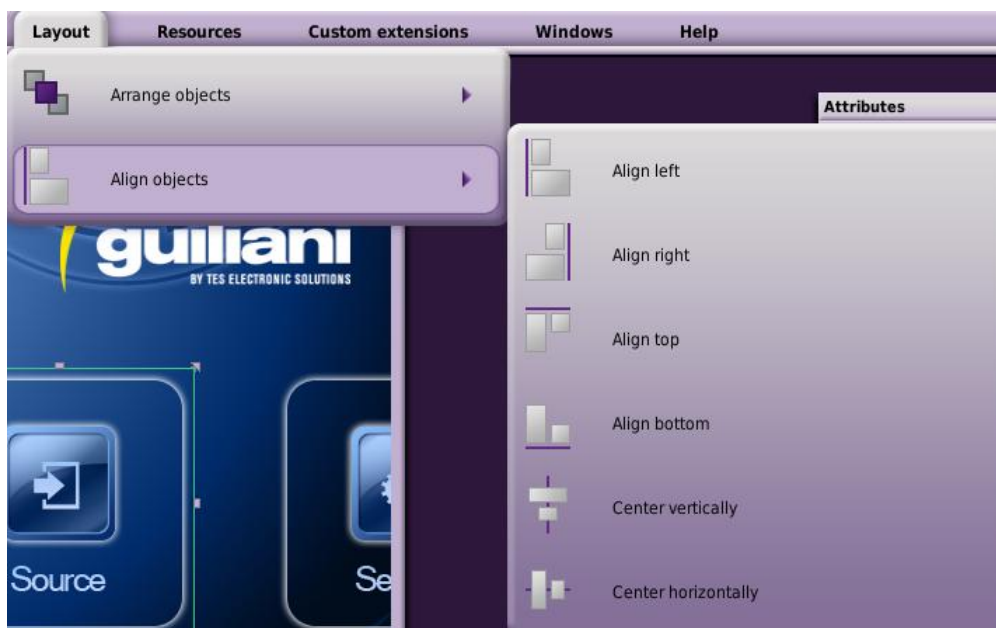 Layout Resources Custom extensions Windows Help
Arrange objects
Align objects
Attributes
Align left
Align right
Align top
Align bottom
Center vertically
Center horizontally
guiliani
BY TES ELECTRONIC SOLUTIONS
Source
Se